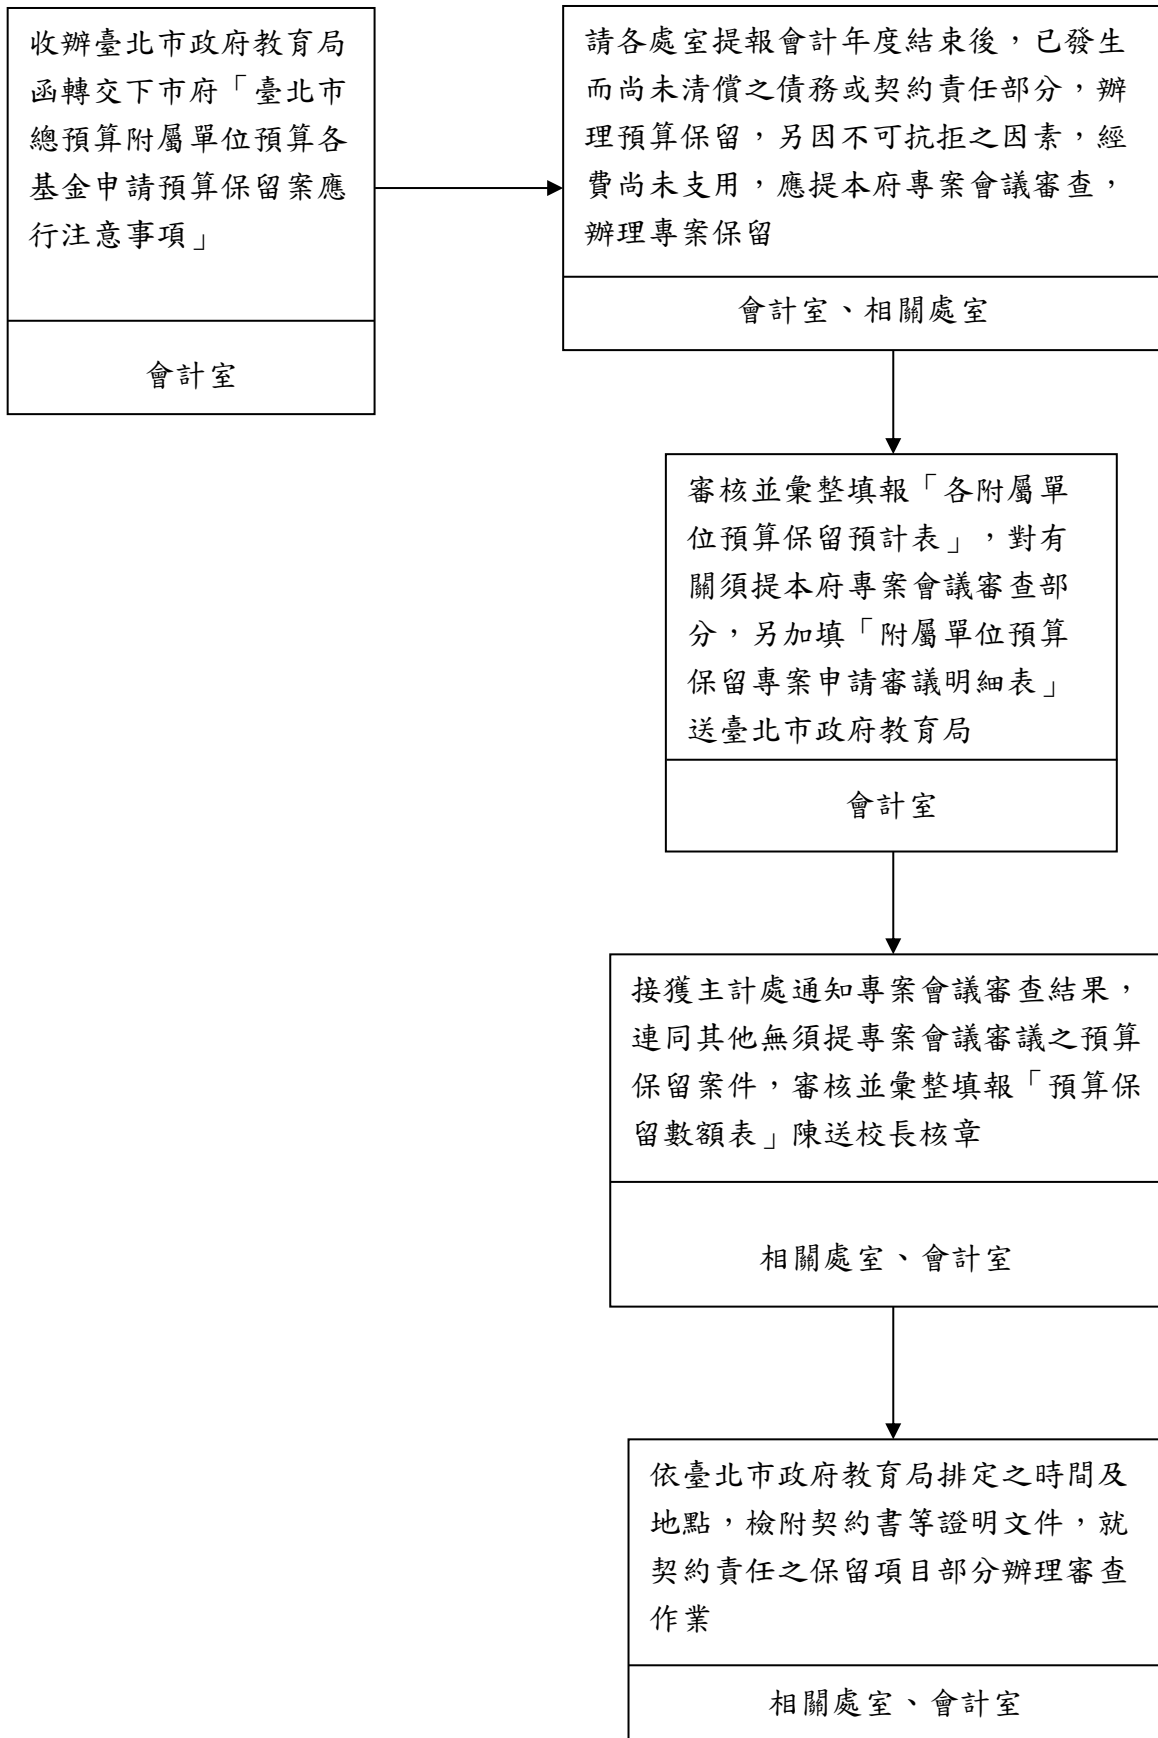 收辦臺北市政府教育局
函轉交下市府「臺北市
總預算附屬單位預算各
基金申請預算保留案應
行注意事項」
會計室
請各處室提報會計年度結束後，已發生
而尚未清償之債務或契約責任部分，辦
理預算保留，另因不可抗拒之因素，經
費尚未支用，應提本府專案會議審查，
辦理專案保留
會計室、相關處室
審核並彙整填報「各附屬單
位預算保留預計表」，對有
關須提本府專案會議審查部
分，另加填「附屬單位預算
保留專案申請審議明細表」
送臺北市政府教育局
會計室
接獲主計處通知專案會議審查結果，
連同其他無須提專案會議審議之預算
保留案件，審核並彙整填報「預算保
留數額表」陳送校長核章
相關處室、會計室
依臺北市政府教育局排定之時間及
地點，檢附契約書等證明文件，就
契約責任之保留項目部分辦理審查
作業
相關處室、會計室